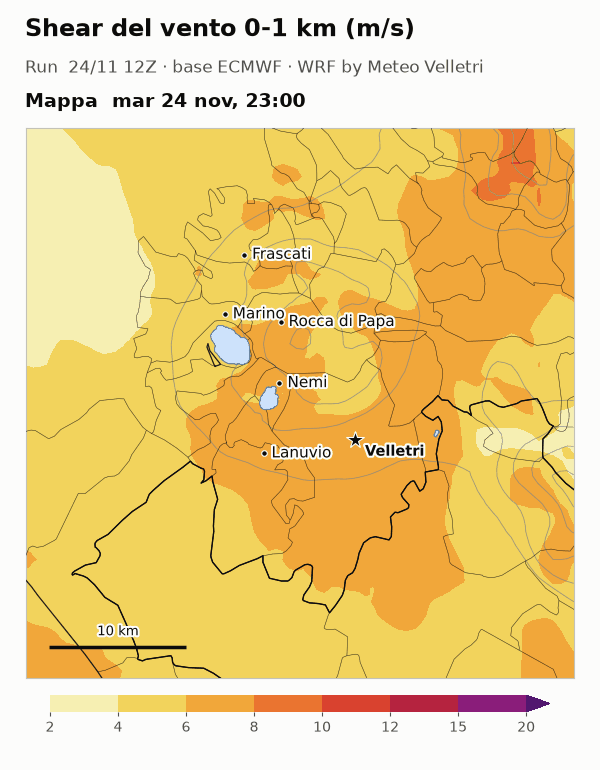 Shear del vento 0-1 km (m/s)
Run  24/11 12Z · base ECMWF · WRF by Meteo Velletri
Mappa  mar 24 nov, 23:00
Frascati
Marino
Rocca di Papa
Nemi
Velletri
Lanuvio
10 km
2 4 6 8 10 12 15 20